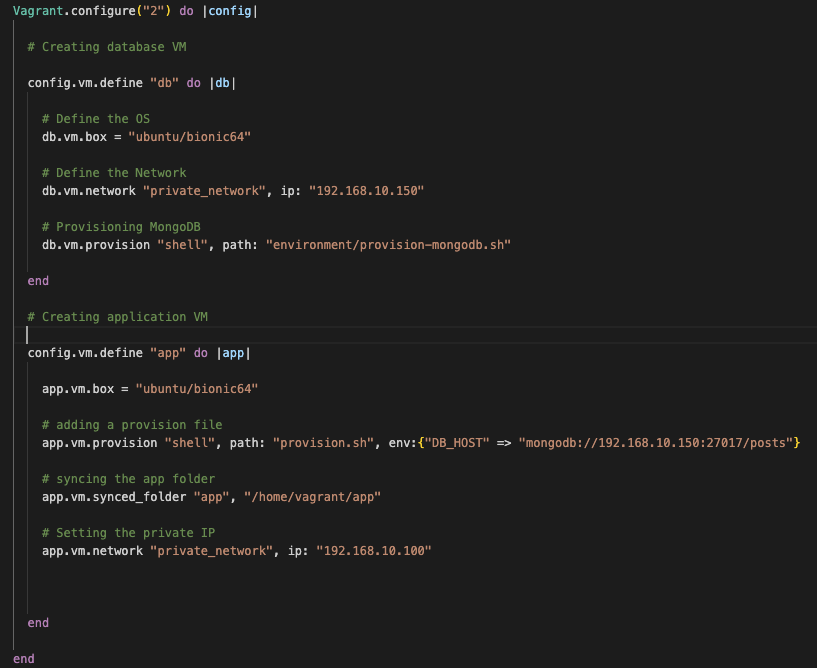 Vagrant.configure("2") do |config|
# Creating database VM
config.vm.define "db" do |db|
# Define the OS
db.vm.box = "ubuntu/bionic64"
# Define the Network
db.vm.network "private_network", ip: "192.168.10.150"
# Provisioning MongoDB
db.vm.provision "shell", path: "environment/provision-mongodb.sh"
end
# Creating application VM
config.vm.define "app" do |app|
app.vm.box = "ubuntu/bionic64"
# adding a provision file
app.vm.provision "shell", path: "provision.sh", env:{"DB_HOST" => "mongodb://192.168.10.150:27017/posts"}
# syncing the app folder
app.vm.synced_folder "app", "/home/vagrant/app"
# Setting the private IP
app.vm.network "private_network", ip: "192.168.10.100"
end
end